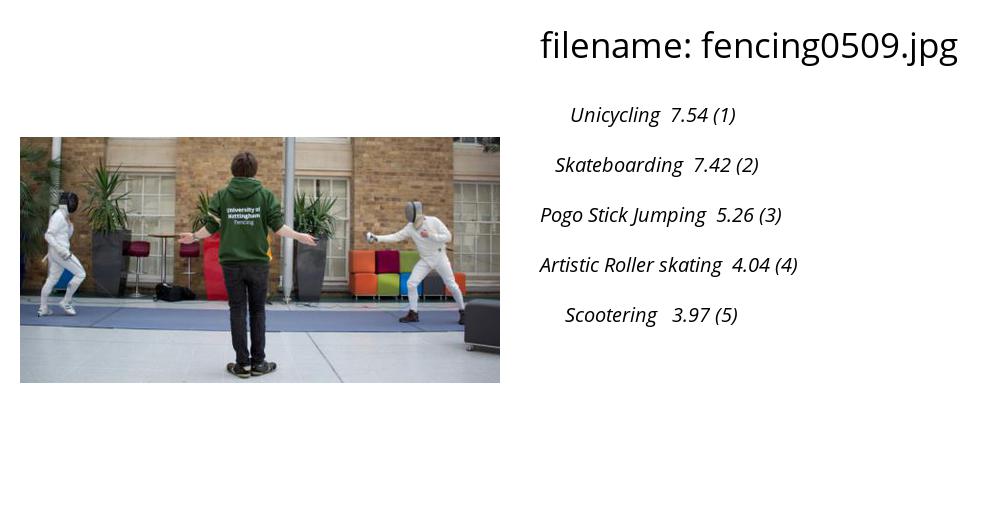 filename: fencing0509.jpg
Unicycling 7.54 (1)
Skateboarding 7.42 (2)
Pogo Stick Jumping 5.26 (3)
Artistic Roller skating 4.04 (4)
Scootering 3.97 (5)
University of
Nottingham
Fencing